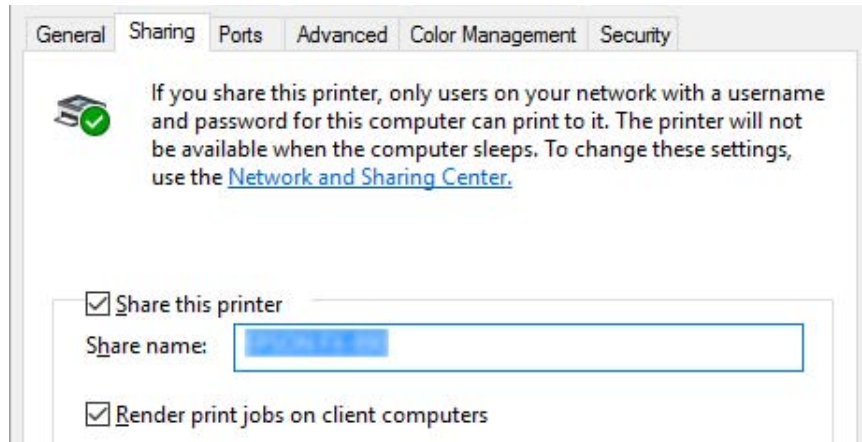 General Sharing Ports Advanced Color Management Security
If you share this printer, only users on your network with a username
and password for this computer can print to it. The printer will not
be available when the computer sleeps. To change these settings,
use the Network and Sharing Center.
Share this printer
Share name:
Render print jobs on client computers